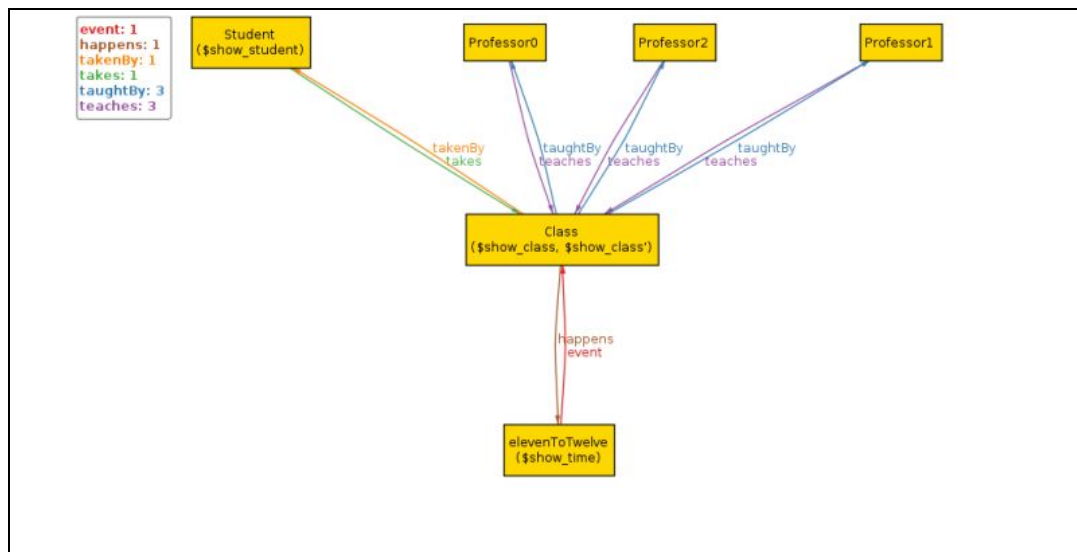 event: 1
happens: 1
takenBy: 1
takes: 1
taughtBy: 3
teaches: 3
Student
($show_student)
Professor0
Professor2
Professor1
takenBy
takes
taughtBy
teaches
taughtBy
teaches
taughtBy
teaches
Class
($show_class, $show_class')
happens
event
elevenToTwelve
($show_time)